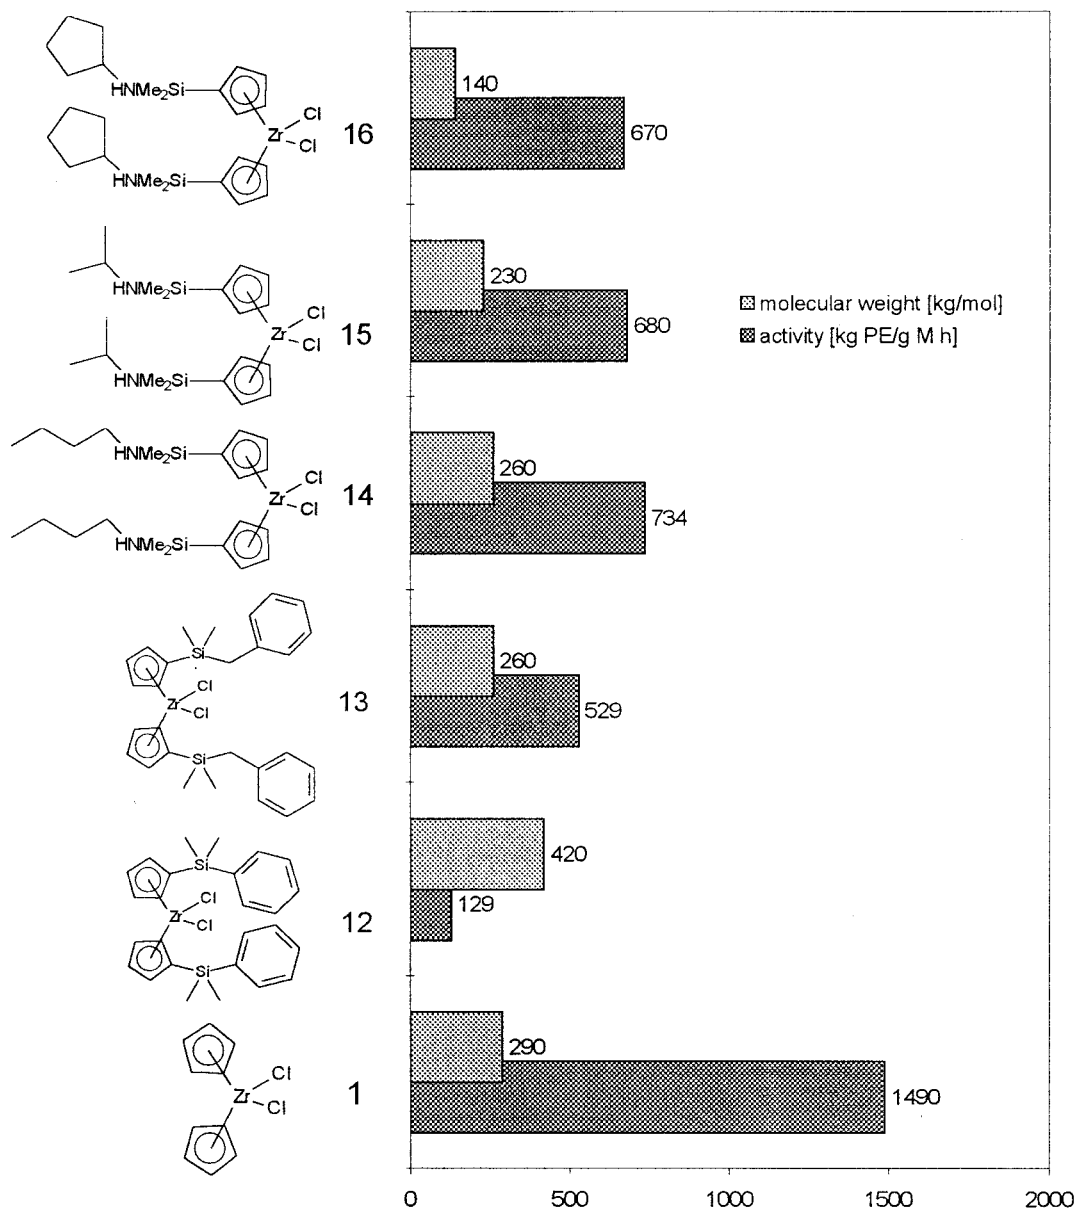 HNMe₂Si
Cl
Zr
Cl
HNMe₂Si
16
140
670
HNMe₂Si
Cl
Zr
Cl
HNMe₂Si
15
230
680
molecular weight [kg/mol]
activity [kg PE/g M h]
HNMe₂Si
Cl
Zr
Cl
HNMe₂Si
14
260
734
Si
Cl
Zr
Cl
Si
13
260
529
Si
Cl
Zr
Cl
Si
12
420
129
Cl
Zr
Cl
1
290
1490
0 500 1000 1500 2000